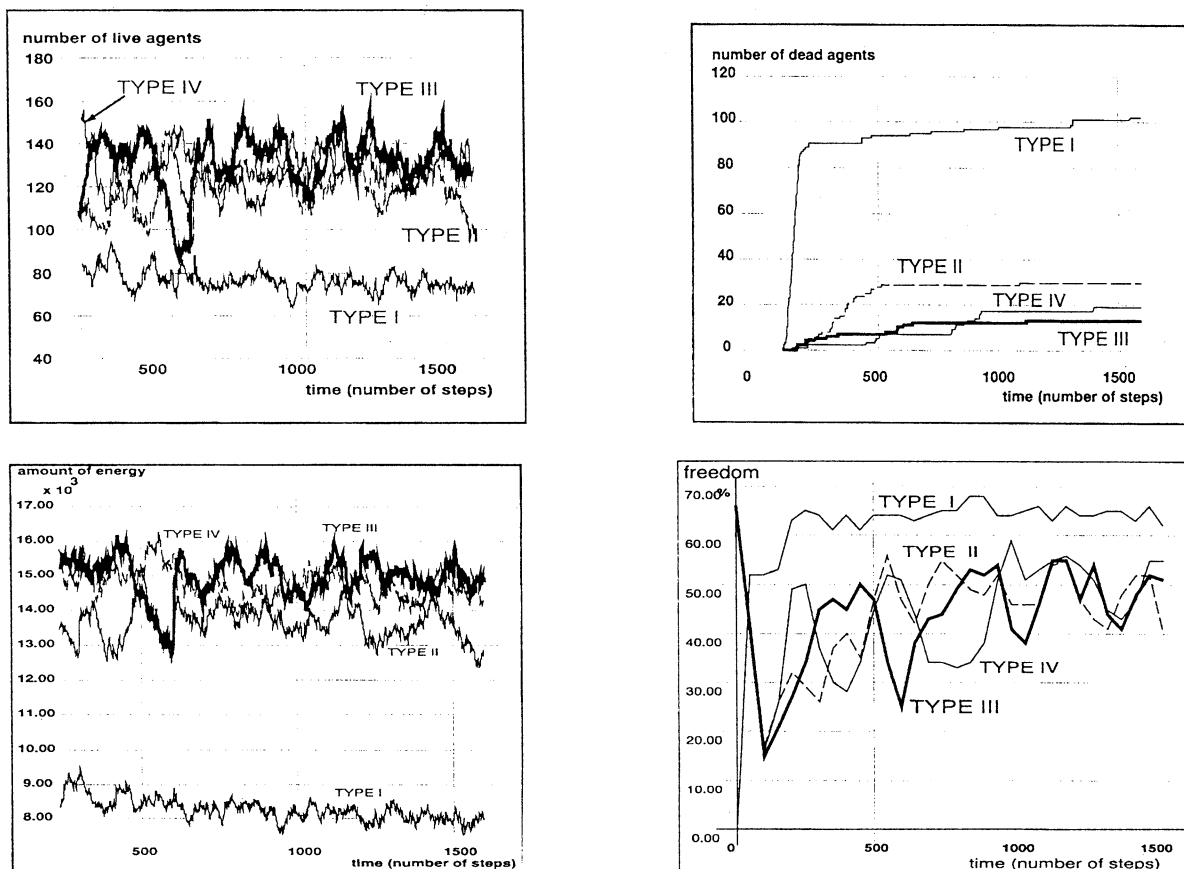 number of live agents
180
TYPE IV
TYPE III
160
140
120
100
TYPE II
80
60
TYPE I
40
500
1000
1500
time (number of steps)
number of dead agents
120
100
TYPE I
80
60
40
TYPE II
20
TYPE IV
0
TYPE III
0
500
1000
1500
time (number of steps)
amount of energy
x 10³
17.00
TYPE IV
TYPE III
16.00
15.00
14.00
13.00
TYPE II
12.00
11.00
10.00
9.00
TYPE I
8.00
500
1000
1500
time (number of steps)
freedom
70.00 %
TYPE I
60.00
TYPE II
50.00
40.00
TYPE IV
30.00
TYPE III
20.00
10.00
0.00
0
500
1000
1500
time (number of steps)